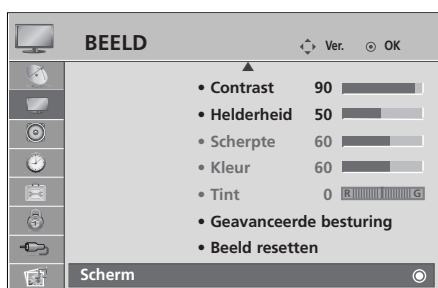 BEELD Ver. OK
• Contrast 90
• Helderheid 50
• Scherpte 60
• Kleur 60
• Tint 0 R G
• Geavanceerde besturing
• Beeld resetten
Scherm